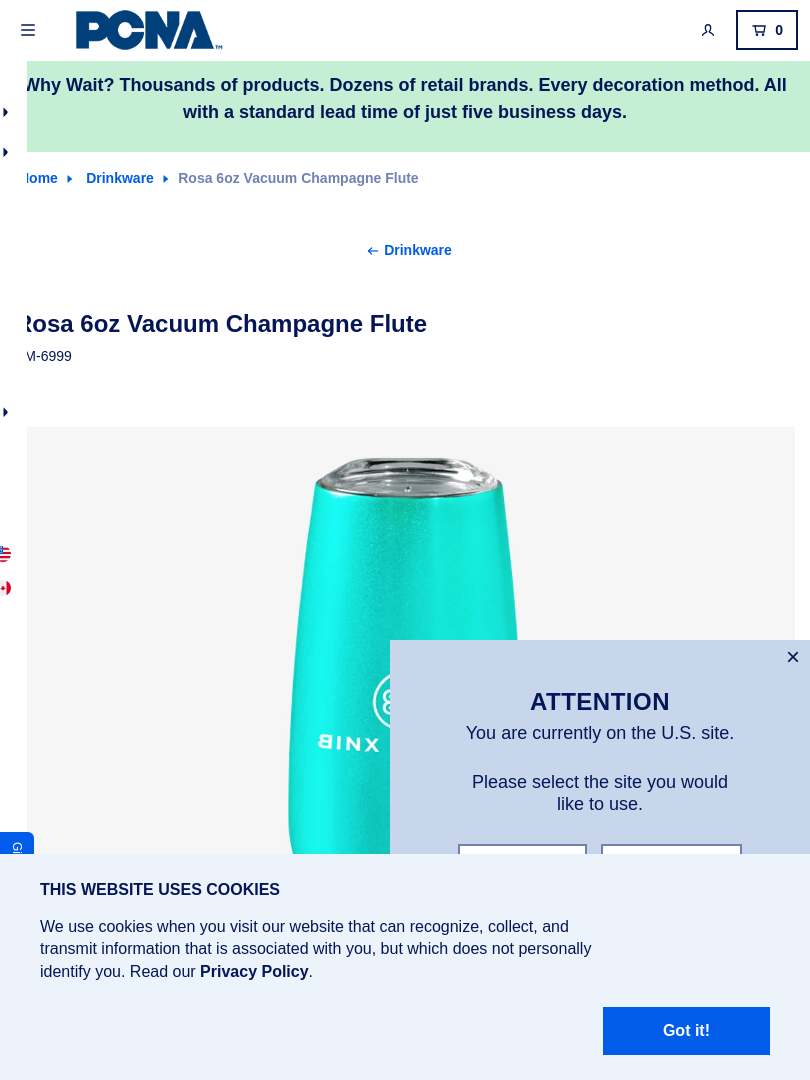 PCNA TM
0
Why Wait? Thousands of products. Dozens of retail brands. Every decoration method. All
with a standard lead time of just five business days.
Drinkware
Rosa 6oz Vacuum Champagne Flute
Drinkware
Rosa 6oz Vacuum Champagne Flute
M-6999
BINIX
ATTENTION
You are currently on the U.S. site.
Please select the site you would
like to use.
THIS WEBSITE USES COOKIES
We use cookies when you visit our website that can recognize, collect, and
transmit information that is associated with you, but which does not personally
identify you. Read our Privacy Policy.
Got it!